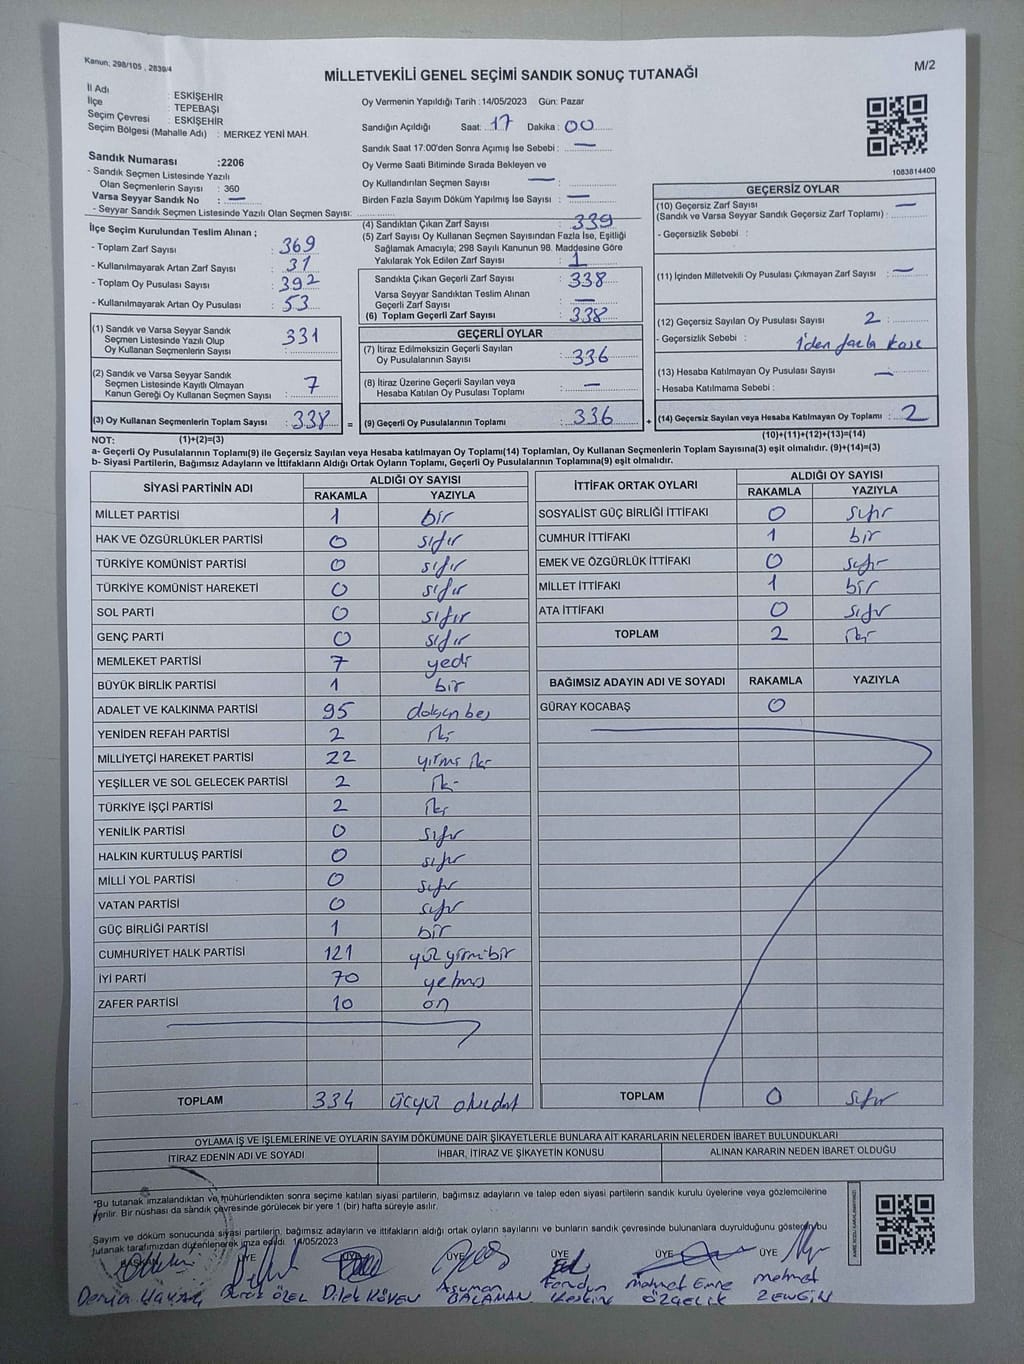 Kanun: 298/105 , 2839/4
MİLLETVEKİLİ GENEL SEÇİMİ SANDIK SONUÇ TUTANAĞI
M/2
İl Adı : ESKİŞEHİR
İlçe : TEPEBAŞI
Seçim Çevresi : ESKİŞEHİR
Seçim Bölgesi (Mahalle Adı) : MERKEZ YENİ MAH.
Sandık Numarası :2206
- Sandık Seçmen Listesinde Yazılı
Olan Seçmenlerin Sayısı : 360
Varsa Seyyar Sandık No : —
- Seyyar Sandık Seçmen Listesinde Yazılı Olan Seçmen Sayısı:
Oy Vermenin Yapıldığı Tarih : 14/05/2023 Gün: Pazar
Sandığın Açıldığı Saat: 17 Dakika : 00
Sandık Saat 17:00'den Sonra Açımış İse Sebebi : —
Oy Verme Saati Bitiminde Sırada Bekleyen ve
Oy Kullandırılan Seçmen Sayısı : —
Birden Fazla Sayım Döküm Yapılmış İse Sayısı : —
1083814400
İlçe Seçim Kurulundan Teslim Alınan ;
- Toplam Zarf Sayısı : 369
- Kullanılmayarak Artan Zarf Sayısı : 31
- Toplam Oy Pusulası Sayısı : 392
- Kullanılmayarak Artan Oy Pusulası : 53
(1) Sandık ve Varsa Seyyar Sandık
Seçmen Listesinde Yazılı Olup
Oy Kullanan Seçmenlerin Sayısı : 331
(2) Sandık ve Varsa Seyyar Sandık
Seçmen Listesinde Kayıtlı Olmayan
Kanun Gereği Oy Kullanan Seçmen Sayısı : 7
(3) Oy Kullanan Seçmenlerin Toplam Sayısı : 338 =
(4) Sandıktan Çıkan Zarf Sayısı : 339
(5) Zarf Sayısı Oy Kullanan Seçmen Sayısından Fazla İse, Eşitliği
Sağlamak Amacıyla; 298 Sayılı Kanunun 98. Maddesine Göre
Yakılarak Yok Edilen Zarf Sayısı : 1
Sandıkta Çıkan Geçerli Zarf Sayısı : 338
Varsa Seyyar Sandıktan Teslim Alınan
Geçerli Zarf Sayısı : —
(6) Toplam Geçerli Zarf Sayısı : 338
GEÇERLİ OYLAR
(7) İtiraz Edilmeksizin Geçerli Sayılan
Oy Pusulalarının Sayısı : 336
(8) İtiraz Üzerine Geçerli Sayılan veya
Hesaba Katılan Oy Pusulaları Toplamı : —
(9) Geçerli Oy Pusulalarının Toplamı : 336 +
GEÇERSİZ OYLAR
(10) Geçersiz Zarf Sayısı : —
(Sandık ve Varsa Seyyar Sandık Geçersiz Zarf Toplamı) :
- Geçersizlik Sebebi :
(11) İçinden Milletvekili Oy Pusulası Çıkmayan Zarf Sayısı : —
(12) Geçersiz Sayılan Oy Pusulası Sayısı : 2
- Geçersizlik Sebebi : 1'den fazla kaşe
(13) Hesaba Katılmayan Oy Pusulası Sayısı : —
- Hesaba Katılmama Sebebi :
(14) Geçersiz Sayılan veya Hesaba Katılmayan Oy Toplamı : 2
NOT: (1)+(2)=(3) (10)+(11)+(12)+(13)=(14)
a- Geçerli Oy Pusulalarının Toplamı(9) ile Geçersiz Sayılan veya Hesaba katılmayan Oy Toplamı(14) Toplamları, Oy Kullanan Seçmenlerin Toplam Sayısına(3) eşit olmalıdır. (9)+(14)=(3)
b- Siyasi Partilerin, Bağımsız Adayların ve İttifakların Aldığı Ortak Oyların Toplamı, Geçerli Oy Pusulalarının Toplamına(9) eşit olmalıdır.
SİYASİ PARTİNİN ADI ALDIĞI OY SAYISI
RAKAMLA YAZIYLA
MİLLET PARTİSİ 1 bir
HAK VE ÖZGÜRLÜKLER PARTİSİ 0 sıfır
TÜRKİYE KOMÜNİST PARTİSİ 0 sıfır
TÜRKİYE KOMÜNİST HAREKETİ 0 sıfır
SOL PARTİ 0 sıfır
GENÇ PARTİ 0 sıfır
MEMLEKET PARTİSİ 7 yedi
BÜYÜK BİRLİK PARTİSİ 1 bir
ADALET VE KALKINMA PARTİSİ 95 doksan beş
YENİDEN REFAH PARTİSİ 2 iki
MİLLİYETÇİ HAREKET PARTİSİ 22 yirmi iki
YEŞİLLER VE SOL GELECEK PARTİSİ 2 iki
TÜRKİYE İŞÇİ PARTİSİ 2 iki
YENİLİK PARTİSİ 0 sıfır
HALKIN KURTULUŞ PARTİSİ 0 sıfır
MİLLİ YOL PARTİSİ 0 sıfır
VATAN PARTİSİ 0 sıfır
GÜÇ BİRLİĞİ PARTİSİ 1 bir
CUMHURİYET HALK PARTİSİ 121 yüz yirmi bir
İYİ PARTİ 70 yetmiş
ZAFER PARTİSİ 10 on
TOPLAM 334 üçyüz otuzdört
İTTİFAK ORTAK OYLARI ALDIĞI OY SAYISI
RAKAMLA YAZIYLA
SOSYALİST GÜÇ BİRLİĞİ İTTİFAKI 0 sıfır
CUMHUR İTTİFAKI 1 bir
EMEK VE ÖZGÜRLÜK İTTİFAKI 0 sıfır
MİLLET İTTİFAKI 1 bir
ATA İTTİFAKI 0 sıfır
TOPLAM 2 iki
BAĞIMSIZ ADAYIN ADI VE SOYADI RAKAMLA YAZIYLA
GÜRAY KOCABAŞ 0
TOPLAM 0 sıfır
OYLAMA İŞ VE İŞLEMLERİNE VE OYLARIN SAYIM DÖKÜMÜNE DAİR ŞİKAYETLERLE BUNLARA AİT KARARLARIN NELERDEN İBARET BULUNDUKLARI
İTİRAZ EDENİN ADI VE SOYADI İHBAR, İTİRAZ VE ŞİKAYETİN KONUSU ALINAN KARARIN NEDEN İBARET OLDUĞU
*Bu tutanak imzalandıktan ve mühürlendikten sonra seçime katılan siyasi partilerin, bağımsız adayların ve talep eden siyasi partilerin sandık kurulu üyelerine veya gözlemcilerine
verilir. Bir nüshası da sandık çevresinde görülecek bir yere 1 (bir) hafta süreyle asılır.
Sayım ve döküm sonucunda siyasi partilerin, bağımsız adayların ve ittifakların aldığı ortak oyların sayılarını ve bunların sandık çevresinde bulunanlara duyrulduğunu gösteren bu
tutanak tarafımızdan düzenlenerek imza edildi. 14/05/2023
BAŞKAN ÜYE ÜYE ÜYE ÜYE ÜYE ÜYE
ÖZEL Dilek KÖVEN Asuman BALAMAN Keskin Mahmet Emre ÖZÇELİK mehmet ZENGİN